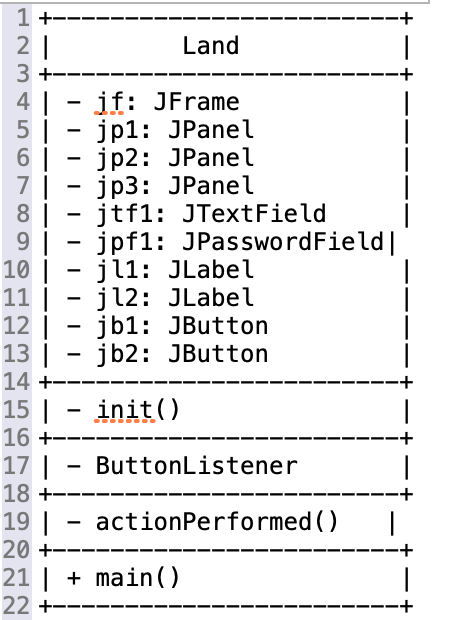 1 +-------------------------+
2 |         Land            |
3 +-------------------------+
4 | - jf: JFrame            |
5 | - jp1: JPanel           |
6 | - jp2: JPanel           |
7 | - jp3: JPanel           |
8 | - jtf1: JTextField      |
9 | - jpf1: JPasswordField|
10 | - jl1: JLabel           |
11 | - jl2: JLabel           |
12 | - jb1: JButton          |
13 | - jb2: JButton          |
14 +-------------------------+
15 | - init()                |
16 +-------------------------+
17 | - ButtonListener        |
18 +-------------------------+
19 | - actionPerformed()   |
20 +-------------------------+
21 | + main()                |
22 +-------------------------+